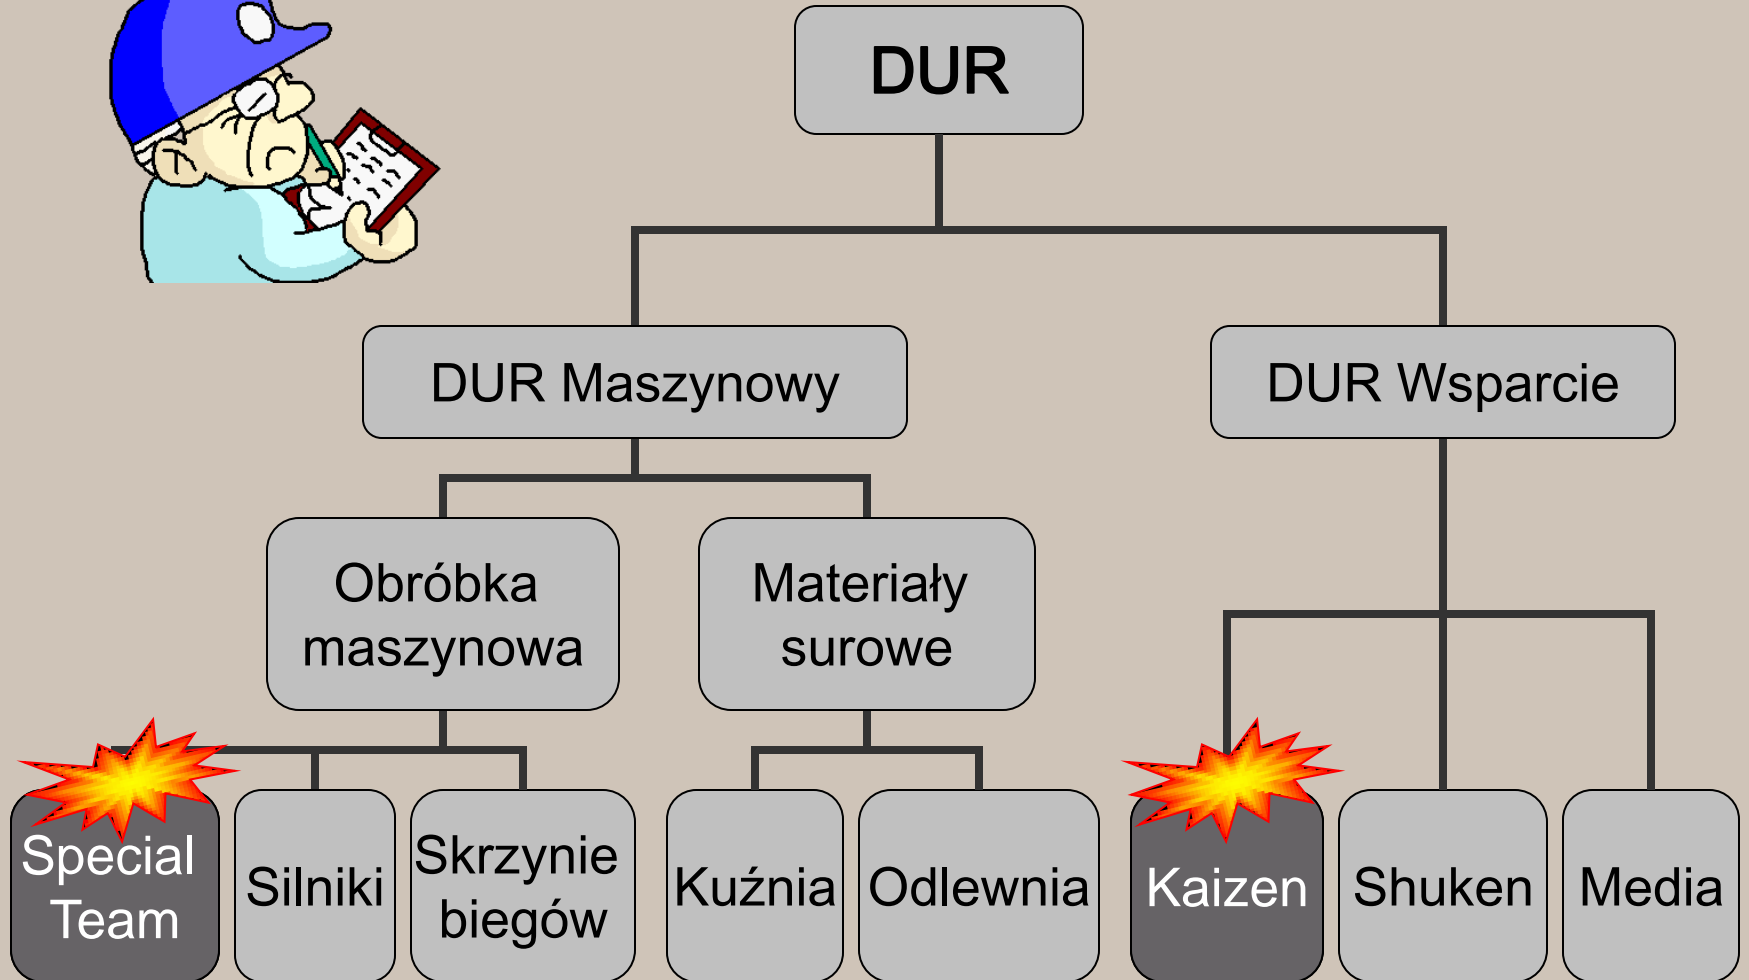 DUR
DUR Maszynowy
DUR Wsparcie
Obróbka
maszynowa
Materiały
surowe
Special
Team
Silniki
Skrzynie
biegów
Kuźnia
Odlewnia
Kaizen
Shuken
Media